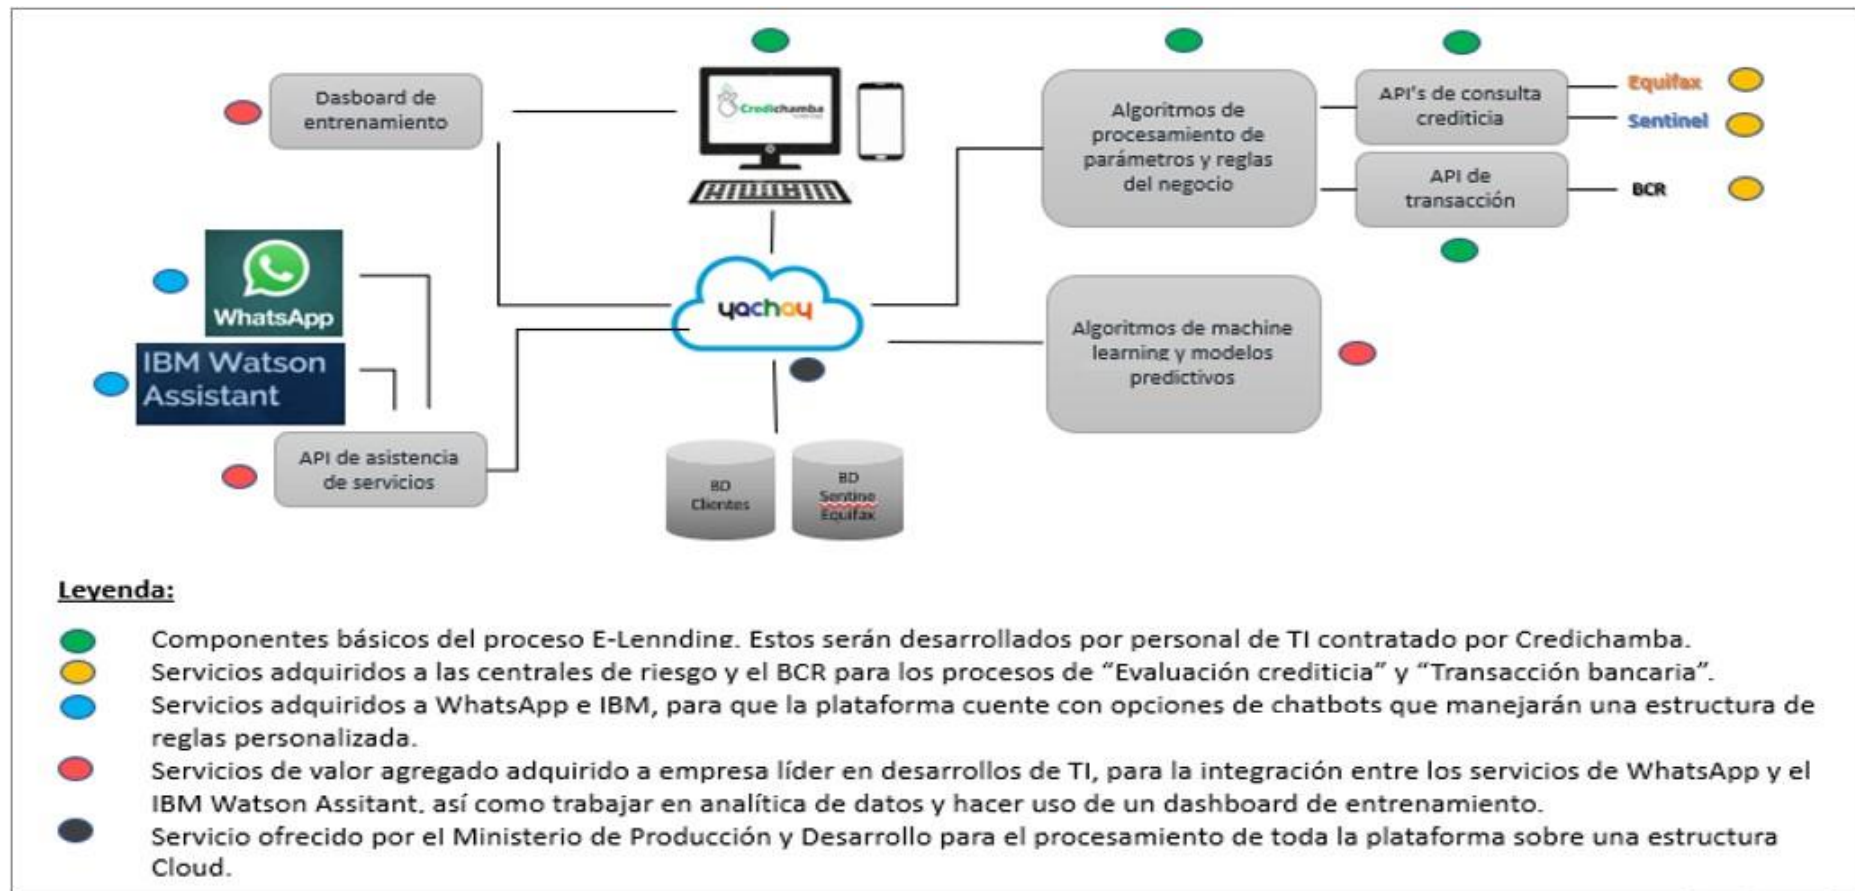 Dasboard de
entrenamiento
Credichamba
Algoritmos de
procesamiento de
parámetros y reglas
del negocio
API's de consulta
crediticia
Equifax
Sentinel
API de
transacción
BCR
WhatsApp
IBM Watson
Assistant
API de asistencia
de servicios
yachay
Algoritmos de machine
learning y modelos
predictivos
BD
Clientes
BD
Sentine
Equifax
Leyenda:
Componentes básicos del proceso E-Lennding. Estos serán desarrollados por personal de TI contratado por Credichamba.
Servicios adquiridos a las centrales de riesgo y el BCR para los procesos de “Evaluación crediticia” y “Transacción bancaria”.
Servicios adquiridos a WhatsApp e IBM, para que la plataforma cuente con opciones de chatbots que manejarán una estructura de
reglas personalizada.
Servicios de valor agregado adquirido a empresa líder en desarrollos de TI, para la integración entre los servicios de WhatsApp y el
IBM Watson Assitant, así como trabajar en analítica de datos y hacer uso de un dashboard de entrenamiento.
Servicio ofrecido por el Ministerio de Producción y Desarrollo para el procesamiento de toda la plataforma sobre una estructura
Cloud.